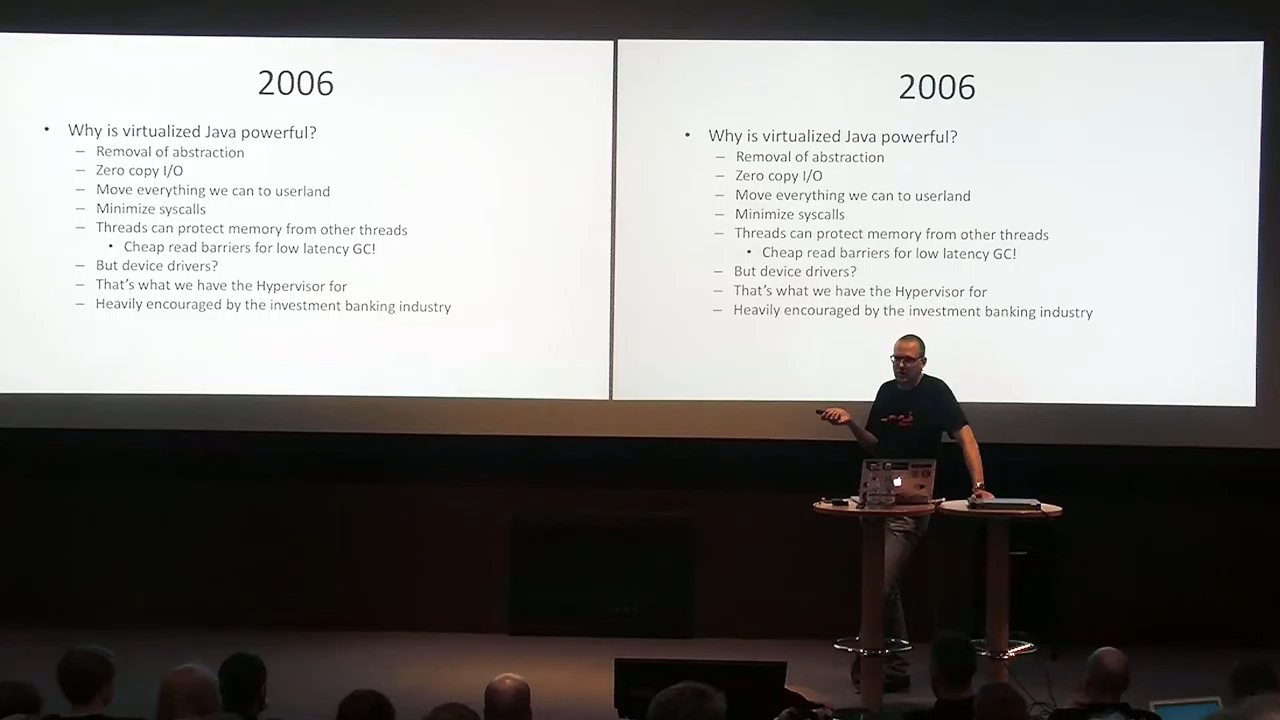 2006
• Why is virtualized Java powerful?
– Removal of abstraction
– Zero copy I/O
– Move everything we can to userland
– Minimize syscalls
– Threads can protect memory from other threads
• Cheap read barriers for low latency GC!
– But device drivers?
– That's what we have the Hypervisor for
– Heavily encouraged by the investment banking industry
2006
• Why is virtualized Java powerful?
– Removal of abstraction
– Zero copy I/O
– Move everything we can to userland
– Minimize syscalls
– Threads can protect memory from other threads
• Cheap read barriers for low latency GC!
– But device drivers?
– That's what we have the Hypervisor for
– Heavily encouraged by the investment banking industry